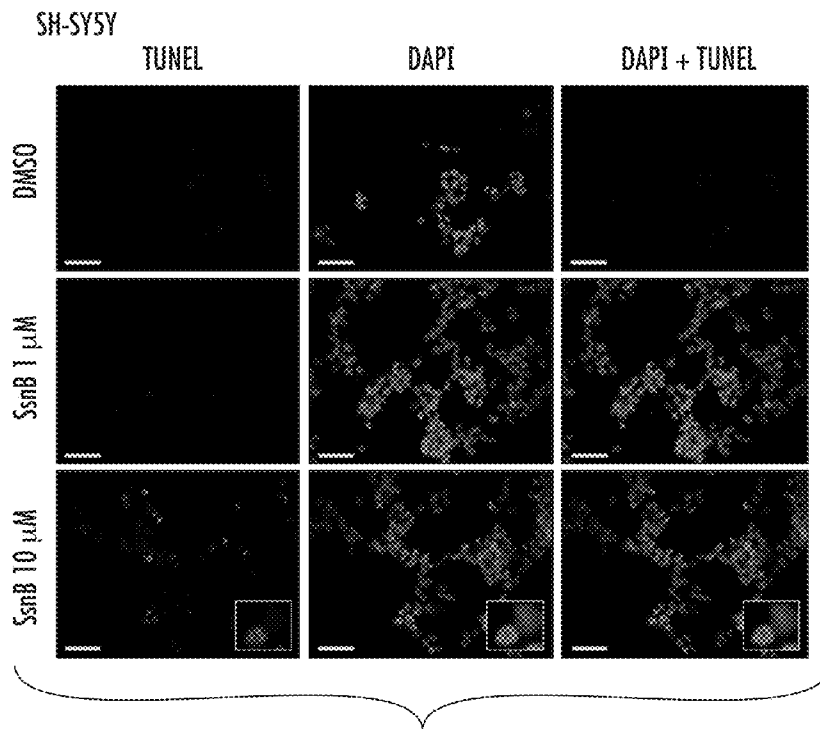 SH-SY5Y
TUNEL DAPI DAPI + TUNEL
DMSO
SsnB 1 μM
SsnB 10 μM